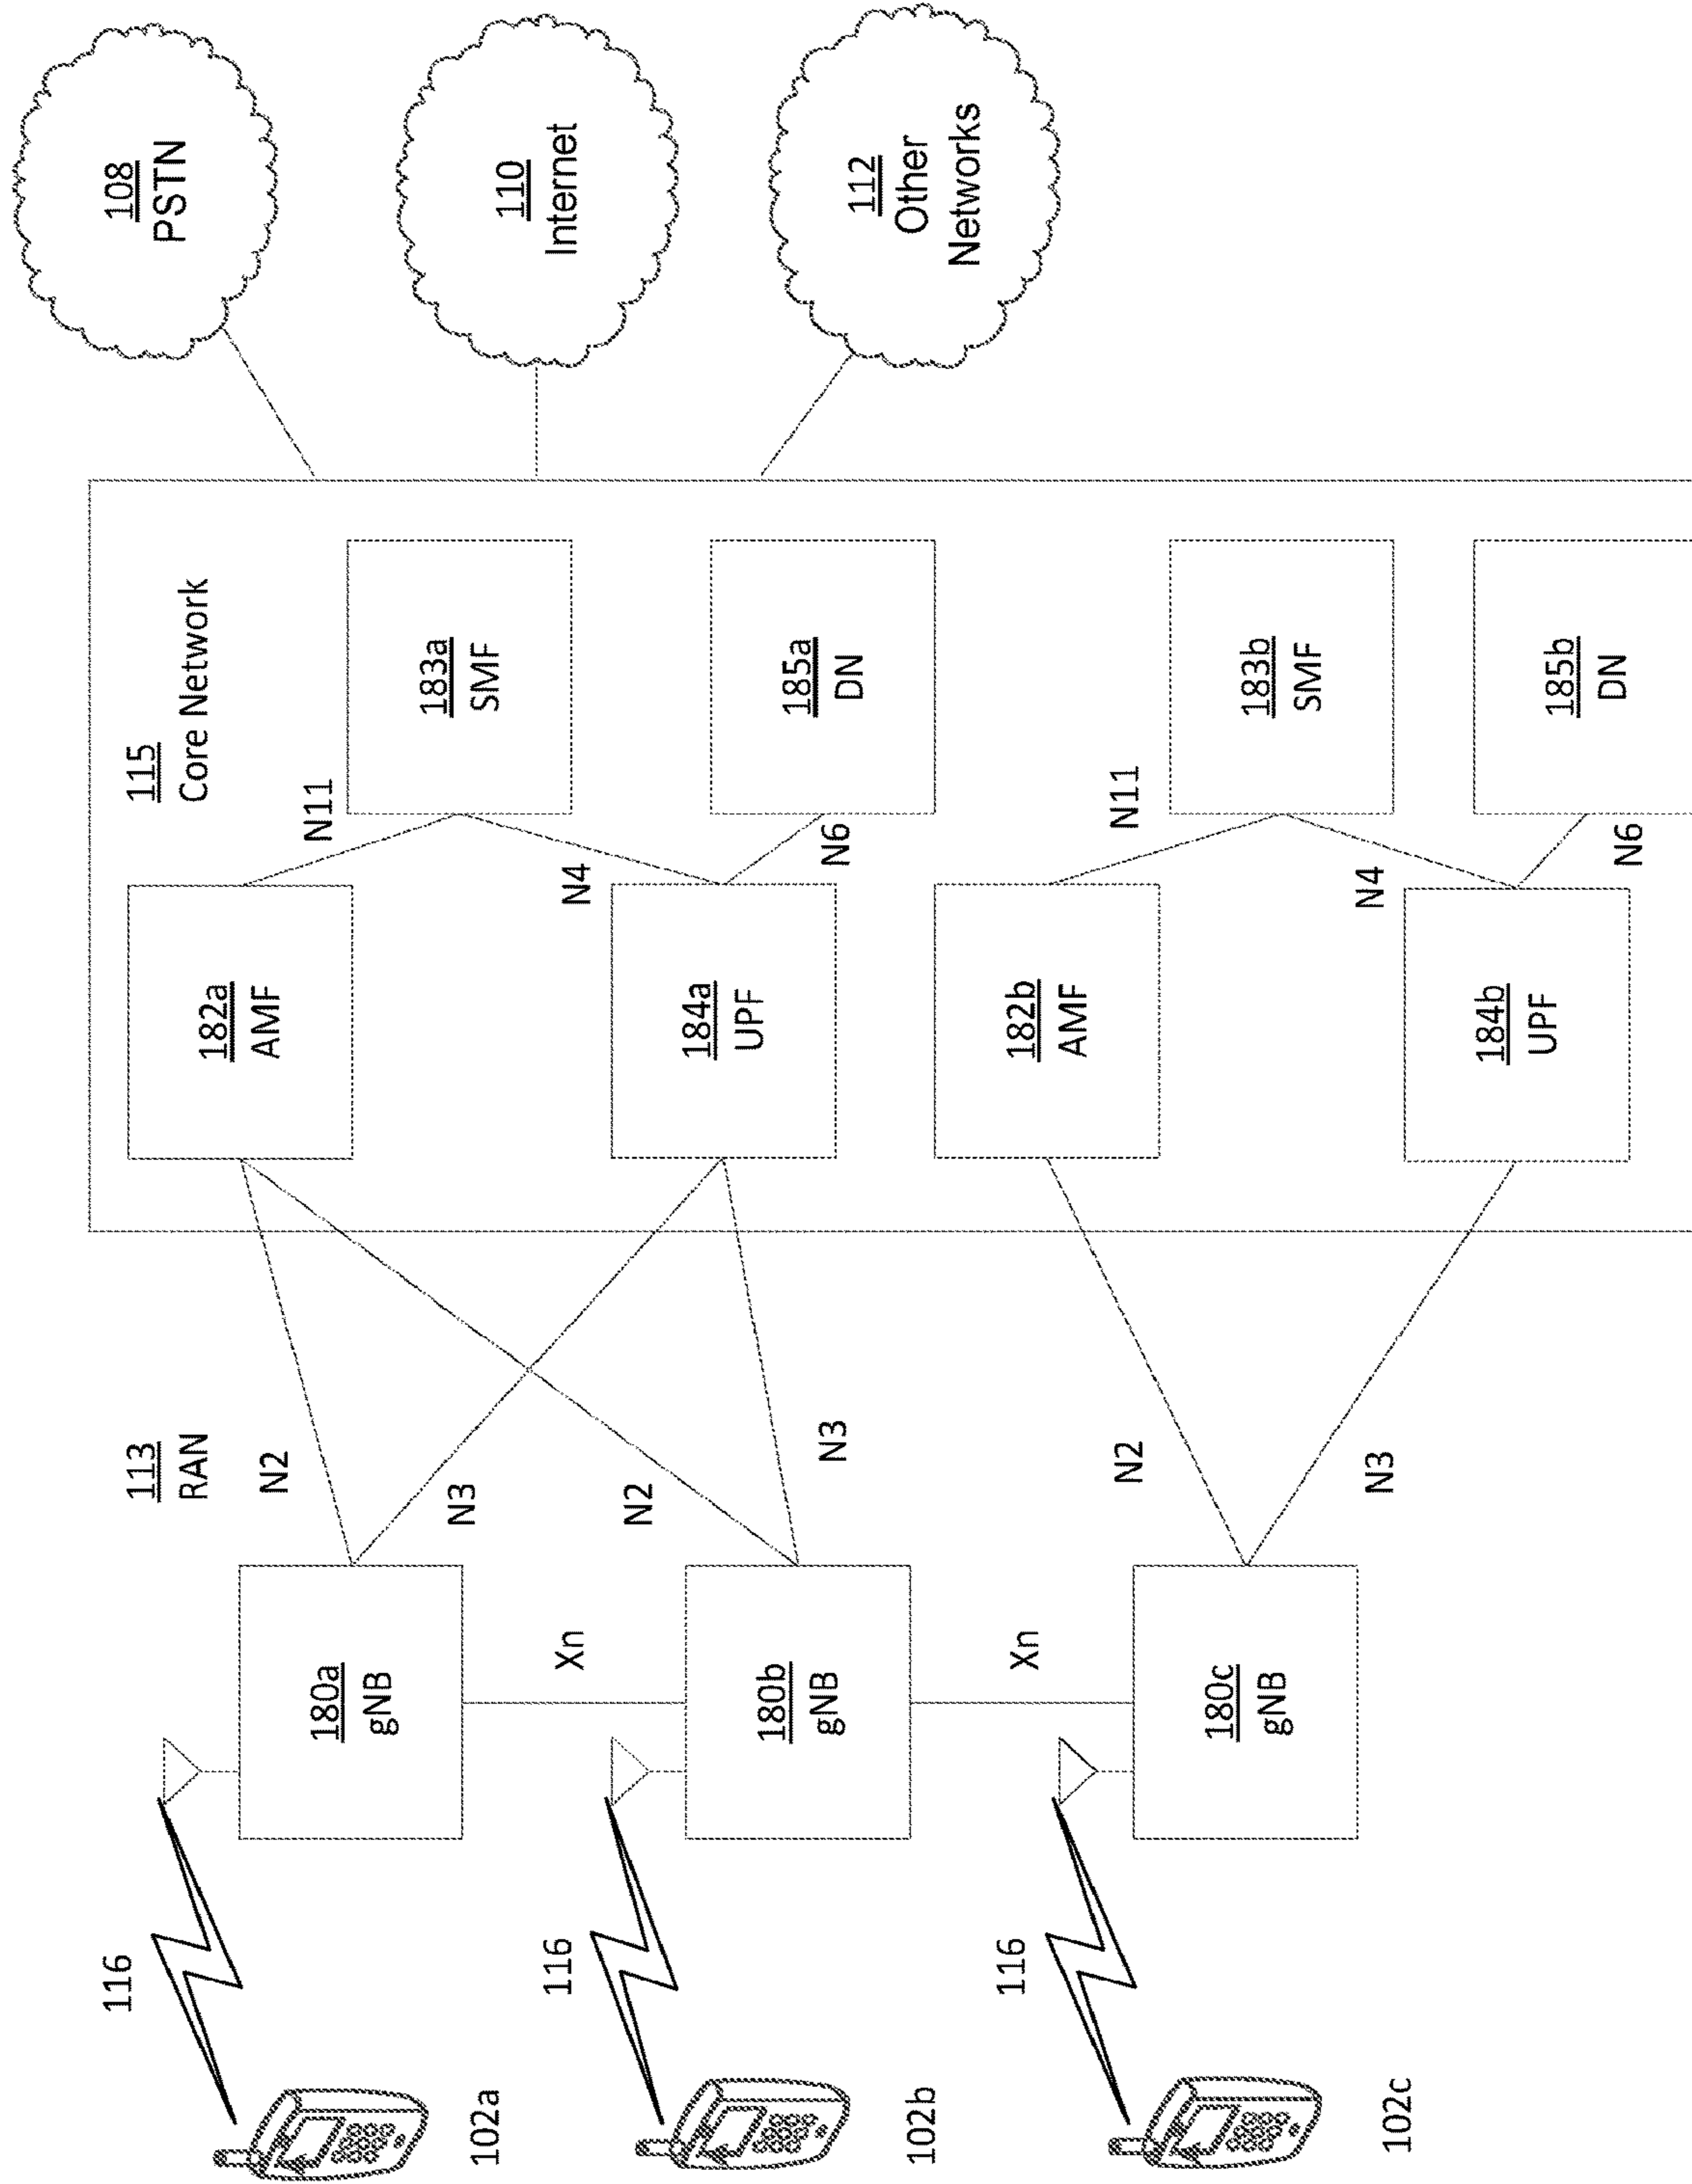 102a
116
180a
gNB
113
RAN
N2
N3
182a
AMF
N11
115
Core Network
183a
SMF
108
PSTN
Xn
102b
116
180b
gNB
N2
N3
184a
UPF
N4
N6
185a
DN
110
Internet
Xn
102c
116
180c
gNB
N2
N3
182b
AMF
N11
183b
SMF
112
Other
Networks
184b
UPF
N4
N6
185b
DN